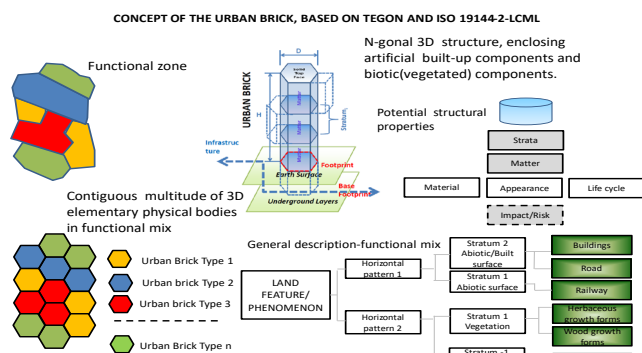 CONCEPT OF THE URBAN BRICK, BASED ON TEGON AND ISO 19144-2-LCML
Functional zone
URBAN BRICK
D
H
Stratum,
Infrastruc
ture
Footprint
Earth Surface
Base
Footprint
Underground Layers
N-gonal 3D structure, enclosing
artificial built-up components and
biotic(vegetated) components.
Potential structural
properties
Strata
Matter
Material
Appearance
Life cycle
Impact/Risk
Contiguous multitude of 3D
elementary physical bodies
in functional mix
Urban Brick Type 1
Urban Brick Type 2
Urban brick Type 3
Urban Brick Type n
General description-functional mix
LAND
FEATURE/
PHENOMENON
Horizontal
pattern 1
Horizontal
pattern 2
Stratum 2
Abiotic/Built
surface
Stratum 1
Abiotic surface
Stratum 1
Vegetation
Stratum -1
Buildings
Road
Railway
Herbaceous
growth forms
Wood growth
forms